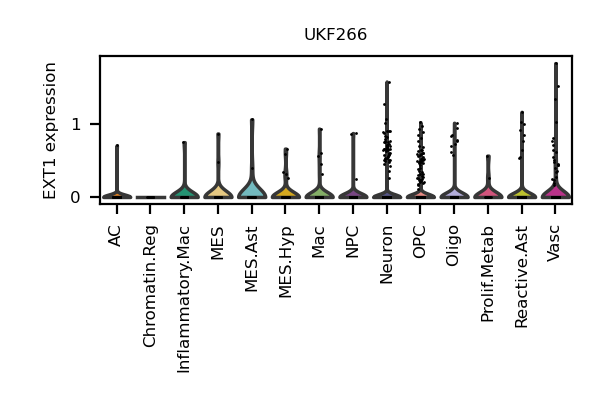 UKF266
EXT1 expression
1
0
AC
Chromatin.Reg
Inflammatory.Mac
MES
MES.Ast
MES.Hyp
Mac
NPC
Neuron
OPC
Oligo
Prolif.Metab
Reactive.Ast
Vasc